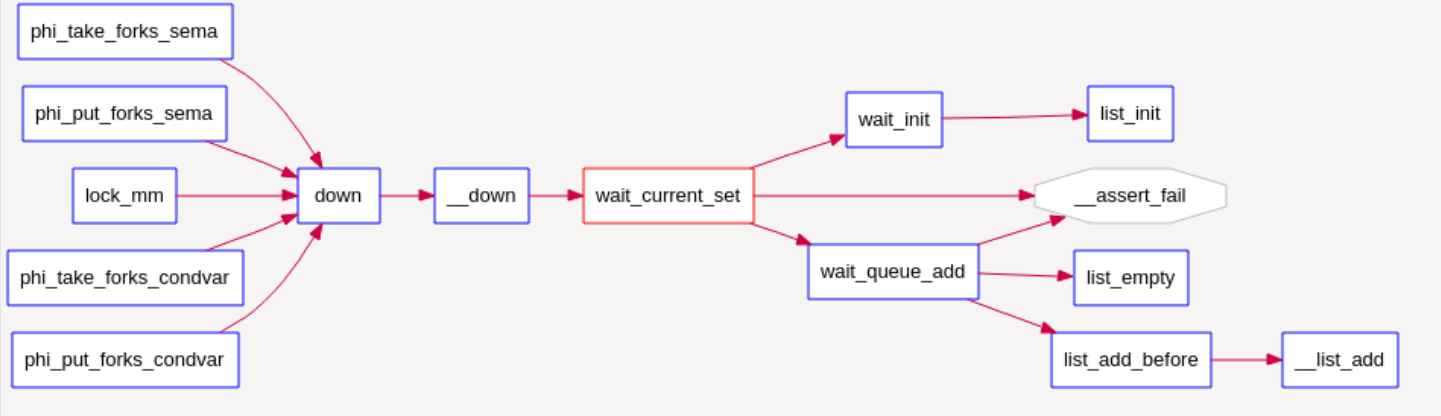 phi_take_forks_sema
phi_put_forks_sema
lock_mm
phi_take_forks_condvar
phi_put_forks_condvar
down
__down
wait_current_set
wait_init
wait_queue_add
list_init
__assert_fail
list_empty
list_add_before
__list_add